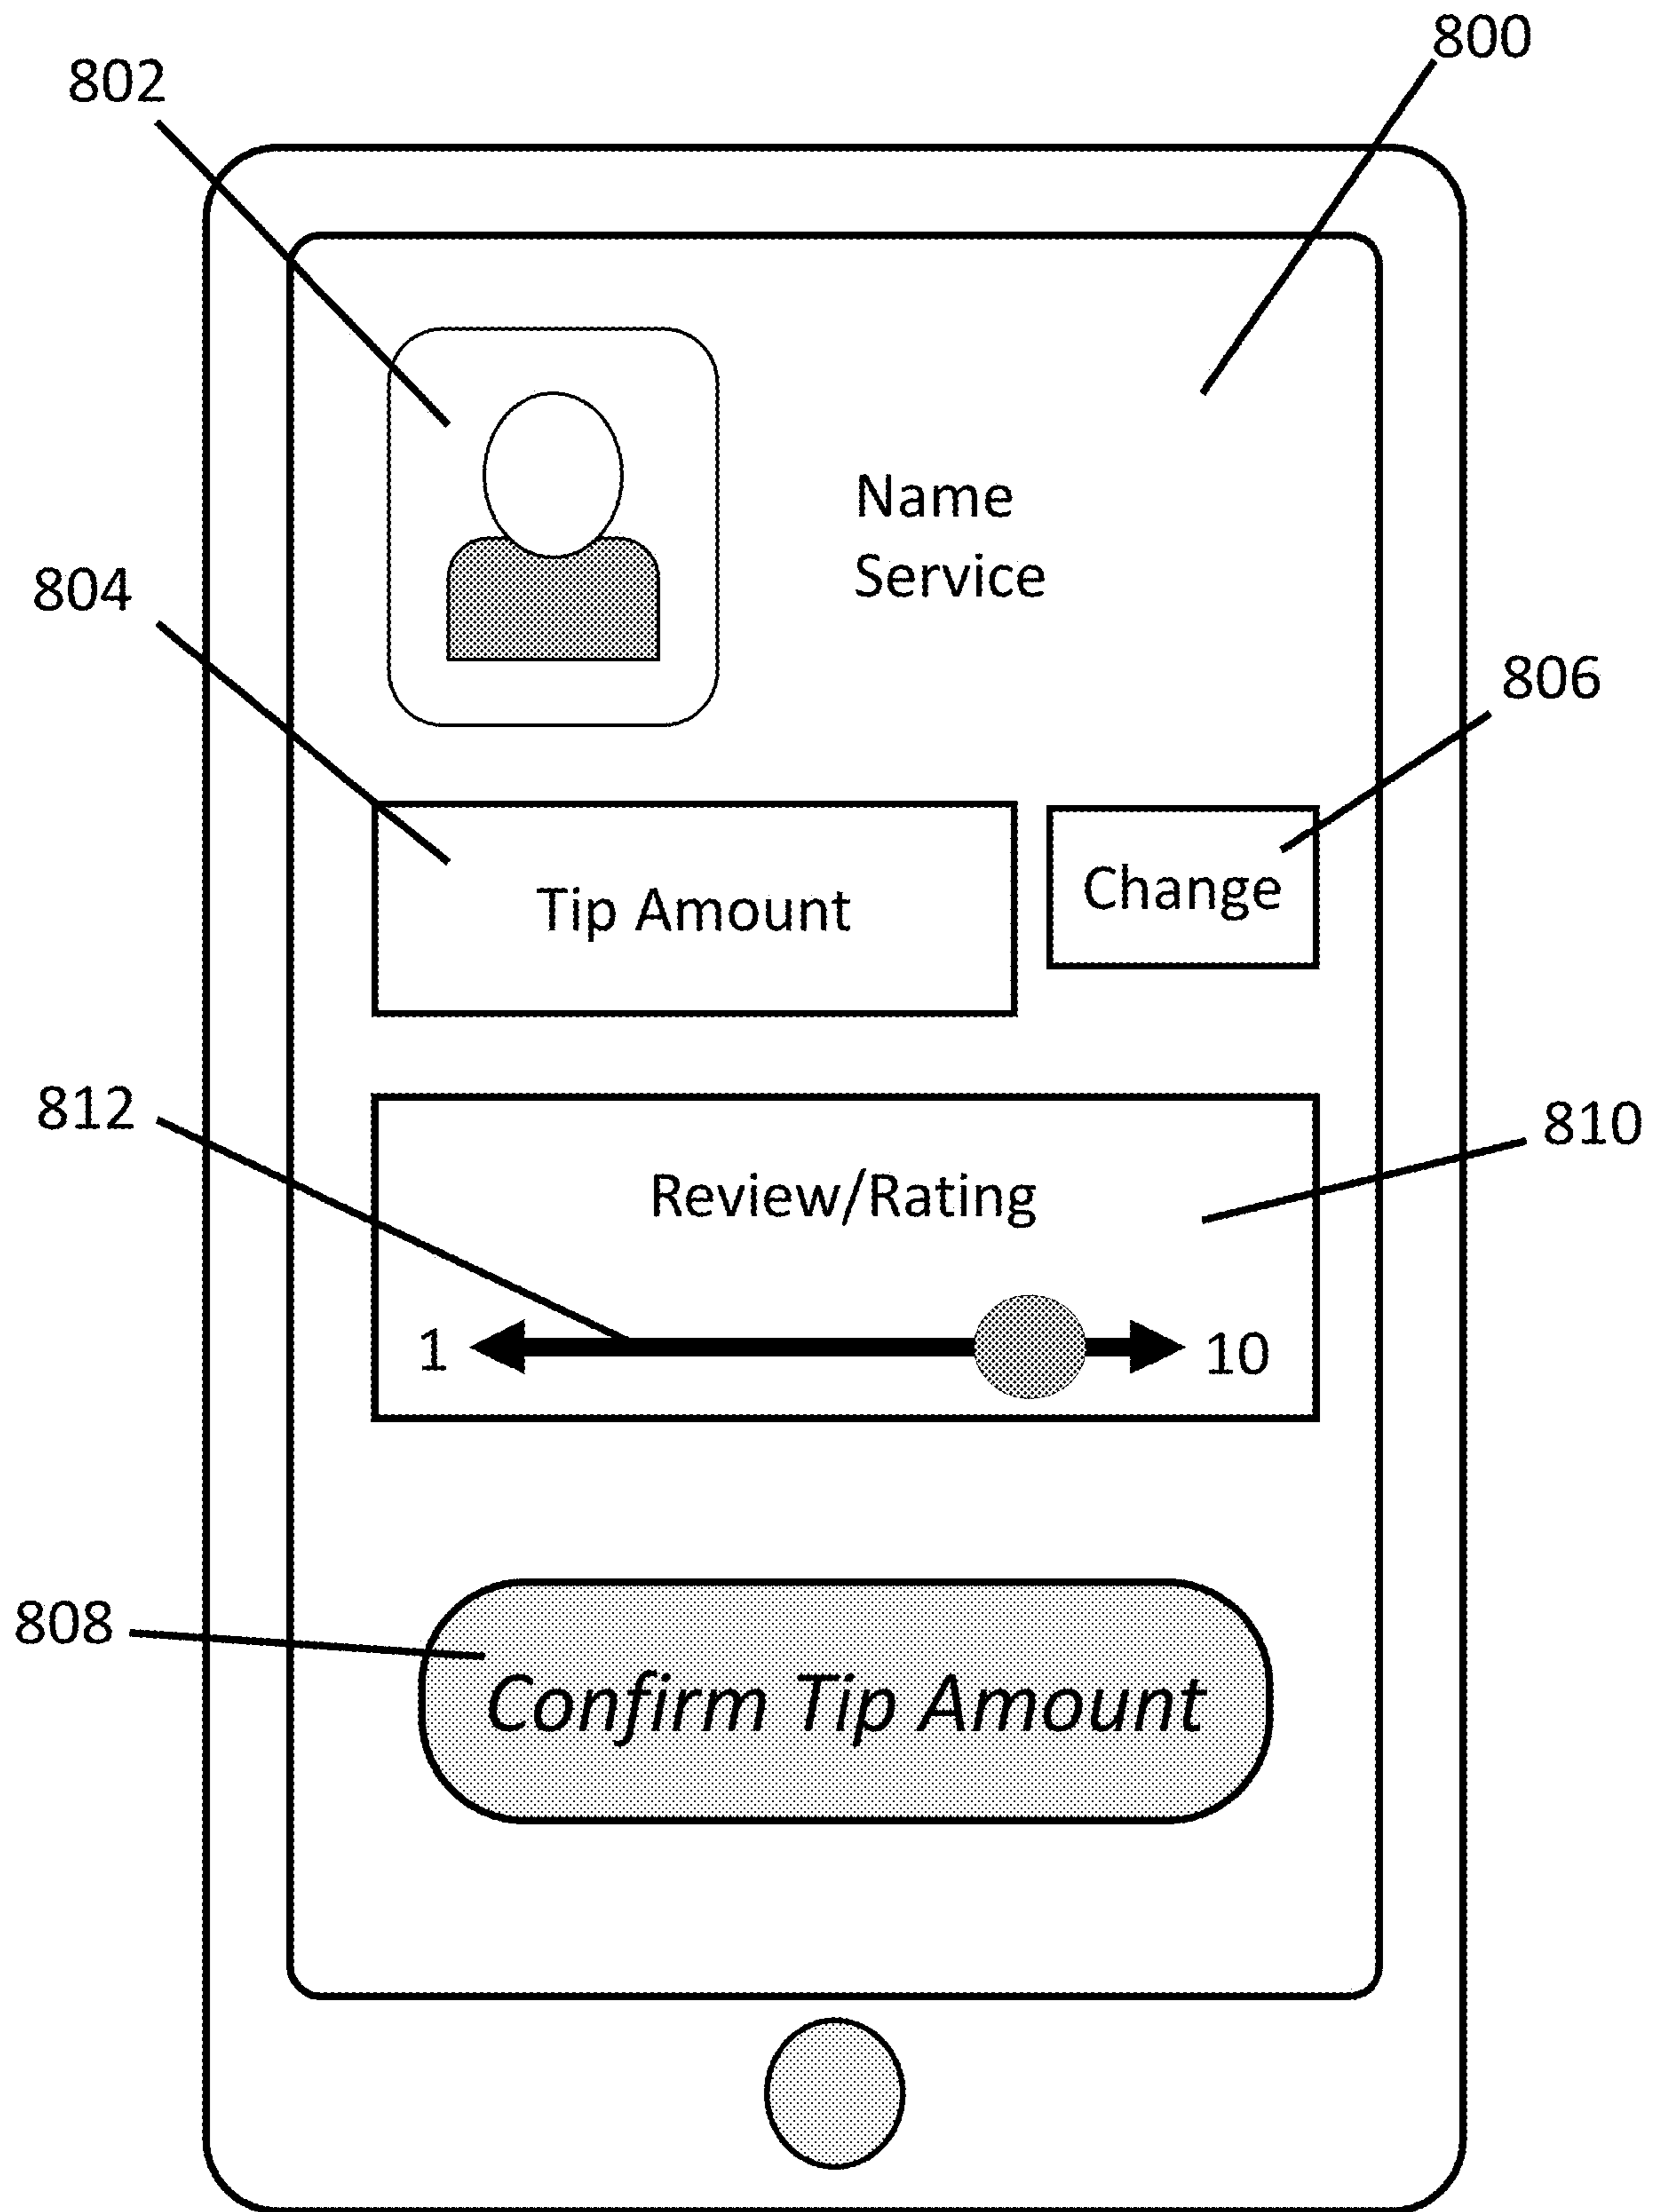 800
802
Name
Service
804
806
Tip Amount
Change
812
810
Review/Rating
1
10
808
Confirm Tip Amount